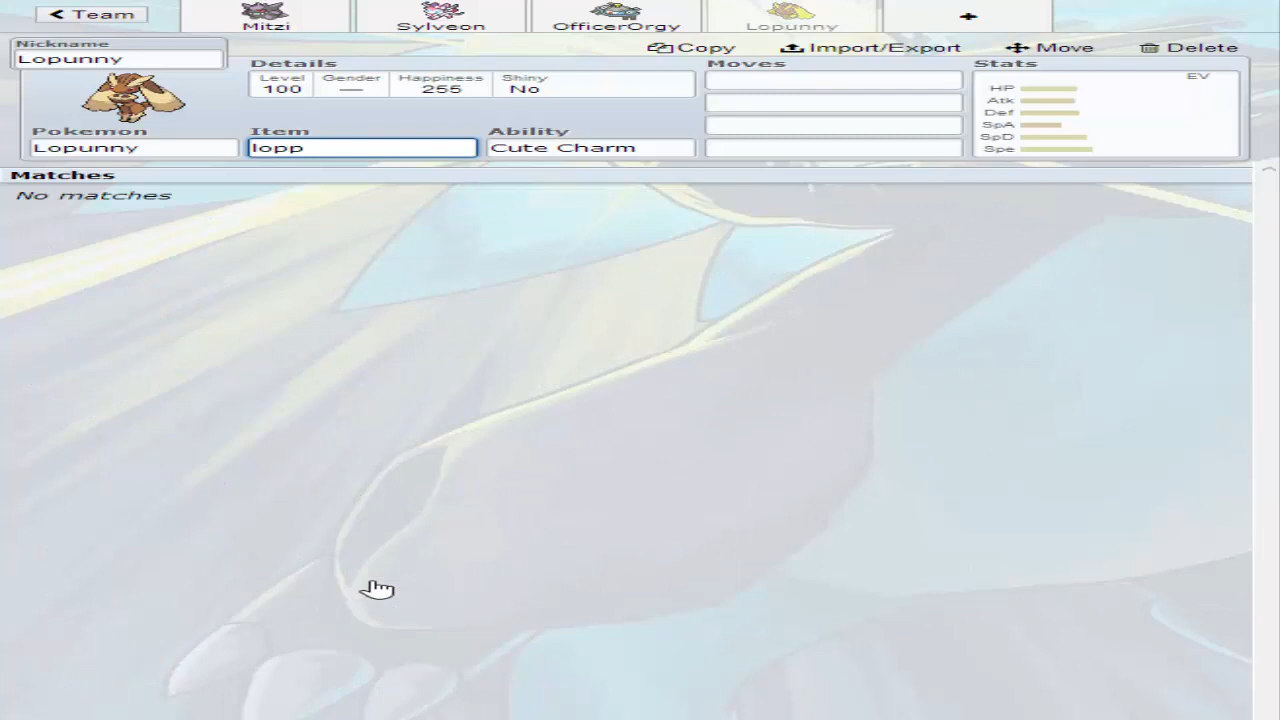 < Team
Mitzi
Sylveon
OfficerOrgy
Lopunny
Nickname
Lopunny
Copy
Import/Export
Move
Delete
Details
Moves
Stats
Level
Gender
Happiness
Shiny
100
—
255
No
EV
HP
Atk
Def
SpA
SpD
Spe
Pokemon
Item
Ability
Lopunny
lopp
Cute Charm
Matches
No matches